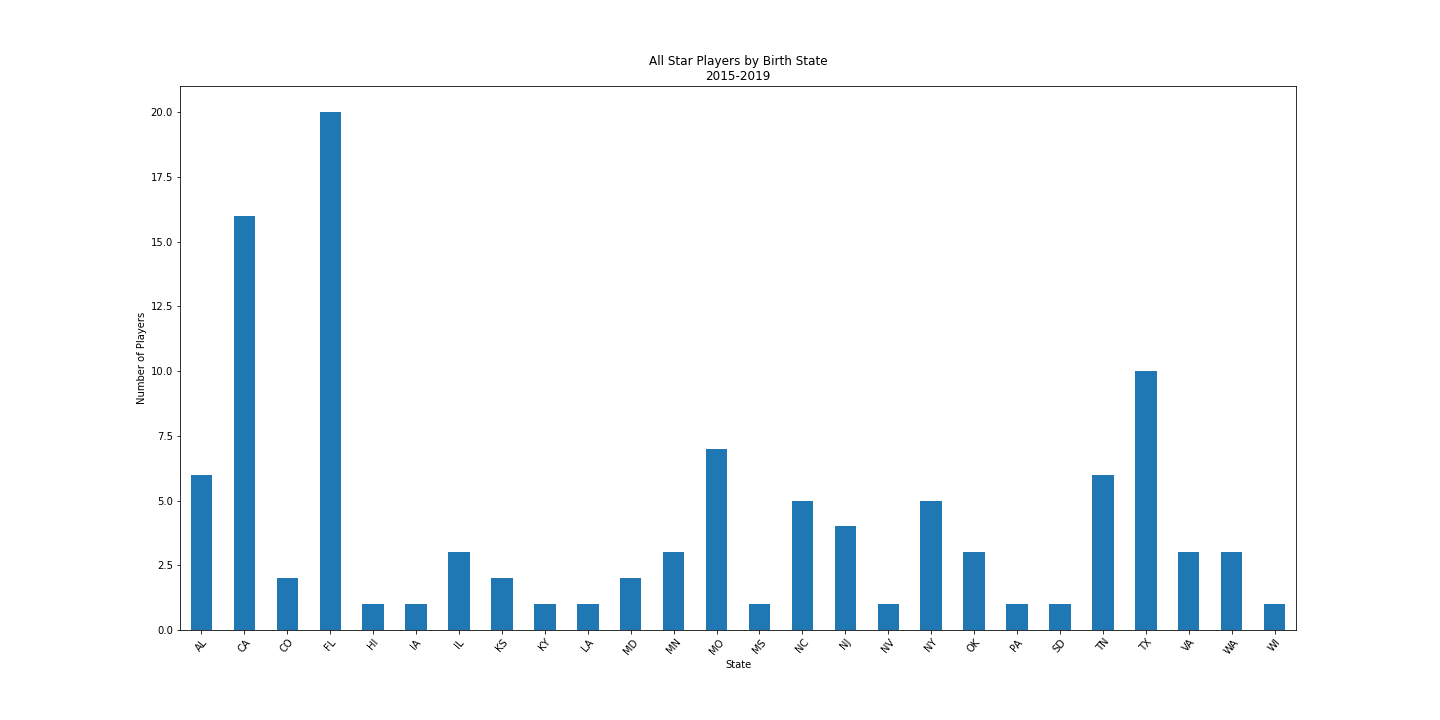 All Star Players by Birth State
2015-2019
20.0
17.5
15.0
12.5
10.0
7.5
5.0
2.5
0.0
Number of Players
AL CA CO FL HI IA IL KS KY LA MD MN MO MS NC NJ NV NY OK PA SD TN TX VA WA WI
State